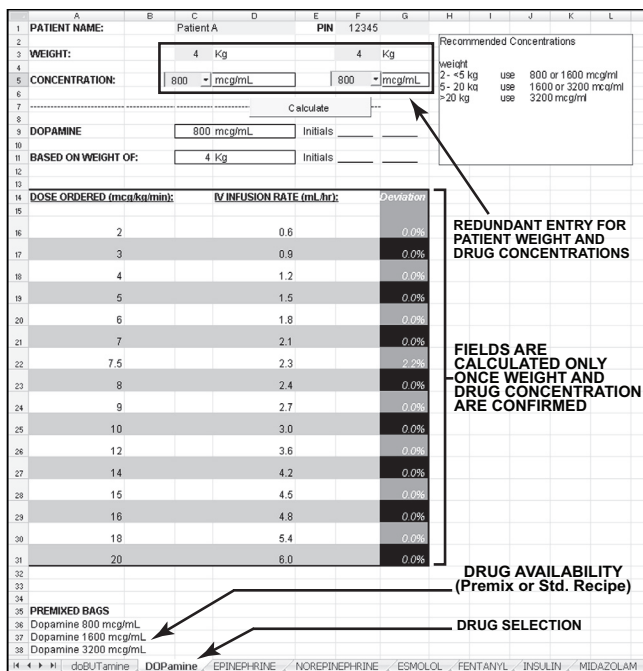 A B C D E F G H I J K L
1 PATIENT NAME: Patient A PIN 12345
2 Recommended Concentrations
3 WEIGHT: 4 Kg 4 Kg
4 weight
2 - <5 kg use 800 or 1600 mcg/ml
5 CONCENTRATION: 800 mcg/mL 800 mcg/mL
5 - 20 kg use 1600 or 3200 mcg/ml
6 >20 kg use 3200 mcg/ml
7 Calculate
8
9 DOPAMINE 800 mcg/mL Initials
10
11 BASED ON WEIGHT OF: 4 Kg Initials
12
13
14 DOSE ORDERED (mcg/kg/min): IV INFUSION RATE (mL/hr): Deviation
15
16 2 0.6 0.0%
17 3 0.9 0.0%
18 4 1.2 0.0%
19 5 1.5 0.0%
20 6 1.8 0.0%
21 7 2.1 0.0%
22 7.5 2.3 2.2%
23 8 2.4 0.0%
24 9 2.7 0.0%
25 10 3.0 0.0%
26 12 3.6 0.0%
27 14 4.2 0.0%
28 15 4.5 0.0%
29 16 4.8 0.0%
30 18 5.4 0.0%
31 20 6.0 0.0%
32
33
34
35 PREMIXED BAGS
36 Dopamine 800 mcg/mL
37 Dopamine 1600 mcg/mL
38 Dopamine 3200 mcg/mL
doBUTamine DOPamine EPINEPHRINE NOREPINEPHRINE ESMOLOL FENTANYL INSULIN MIDAZOLAM
REDUNDANT ENTRY FOR
PATIENT WEIGHT AND
DRUG CONCENTRATIONS
FIELDS ARE
CALCULATED ONLY
ONCE WEIGHT AND
DRUG CONCENTRATION
ARE CONFIRMED
DRUG AVAILABILITY
(Premix or Std. Recipe)
DRUG SELECTION